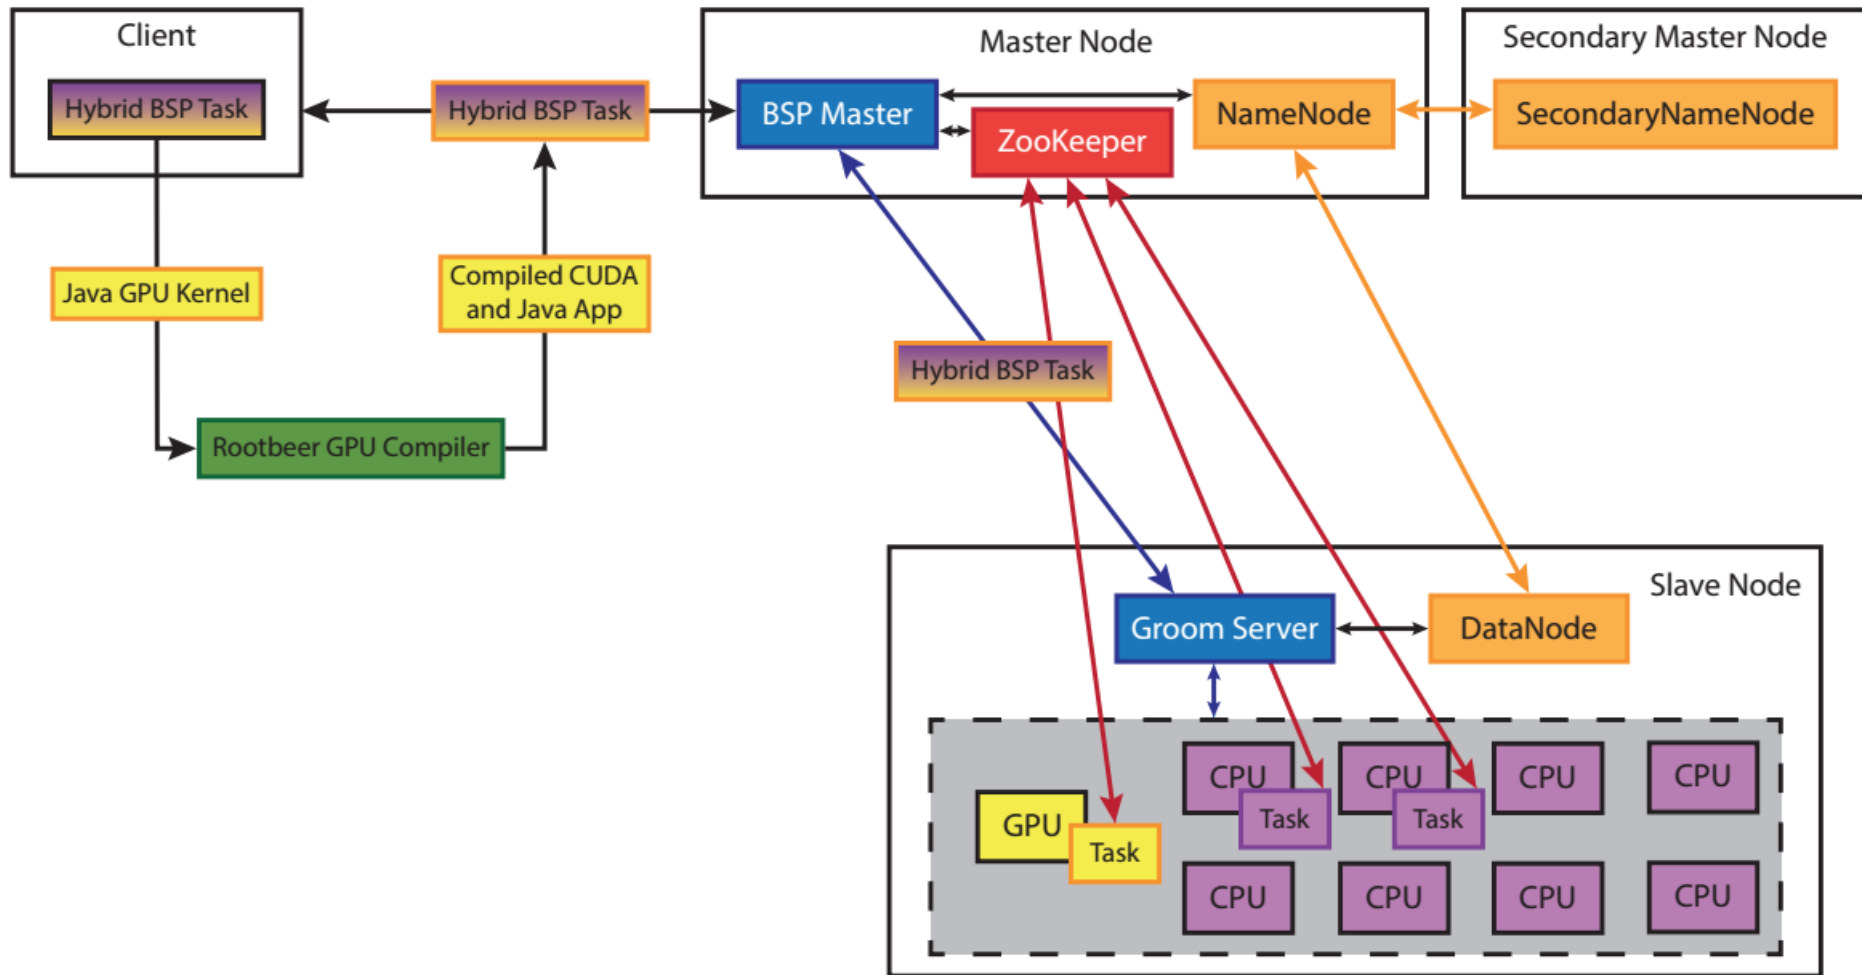 Client
Master Node
Secondary Master Node
Hybrid BSP Task
Hybrid BSP Task
BSP Master
NameNode
SecondaryNameNode
ZooKeeper
Java GPU Kernel
Compiled CUDA
and Java App
Hybrid BSP Task
Rootbeer GPU Compiler
Slave Node
Groom Server
DataNode
CPU
CPU
CPU
CPU
GPU
Task
Task
Task
CPU
CPU
CPU
CPU